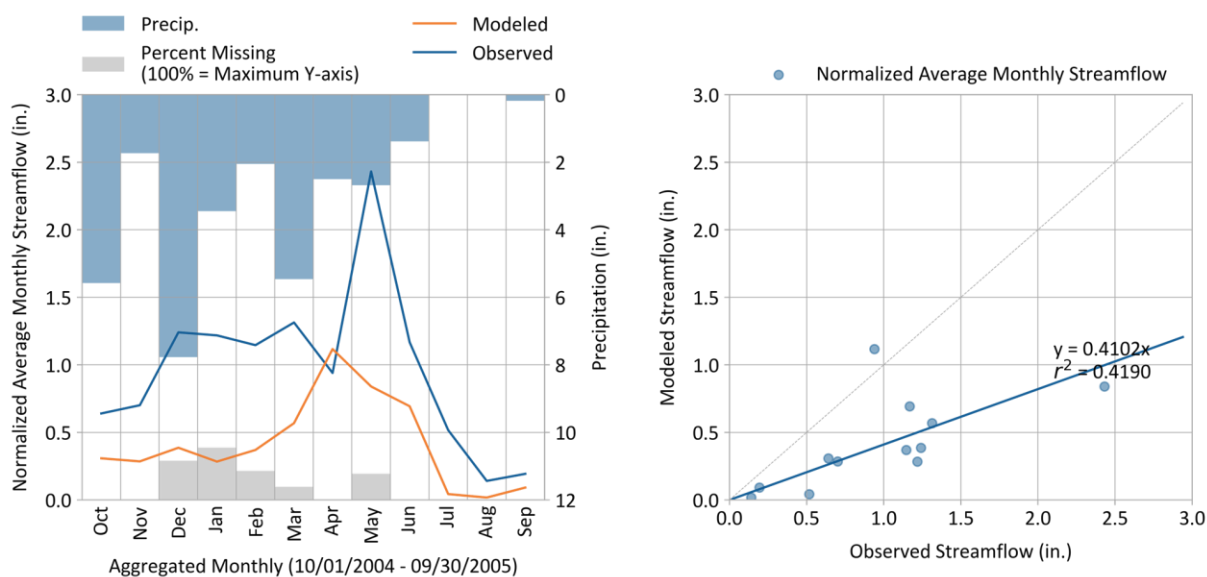 Precip.
Percent Missing
(100% = Maximum Y-axis)
Modeled
Observed
Normalized Average Monthly Streamflow (in.)
3.0
2.5
2.0
1.5
1.0
0.5
0.0
0
2
4
6
8
10
12
Precipitation (in.)
Oct
Nov
Dec
Jan
Feb
Mar
Apr
May
Jun
Jul
Aug
Sep
Aggregated Monthly (10/01/2004 - 09/30/2005)
Normalized Average Monthly Streamflow
Modeled Streamflow (in.)
3.0
2.5
2.0
1.5
1.0
0.5
0.0
y = 0.4102x
r² = 0.4190
0.0
0.5
1.0
1.5
2.0
2.5
3.0
Observed Streamflow (in.)